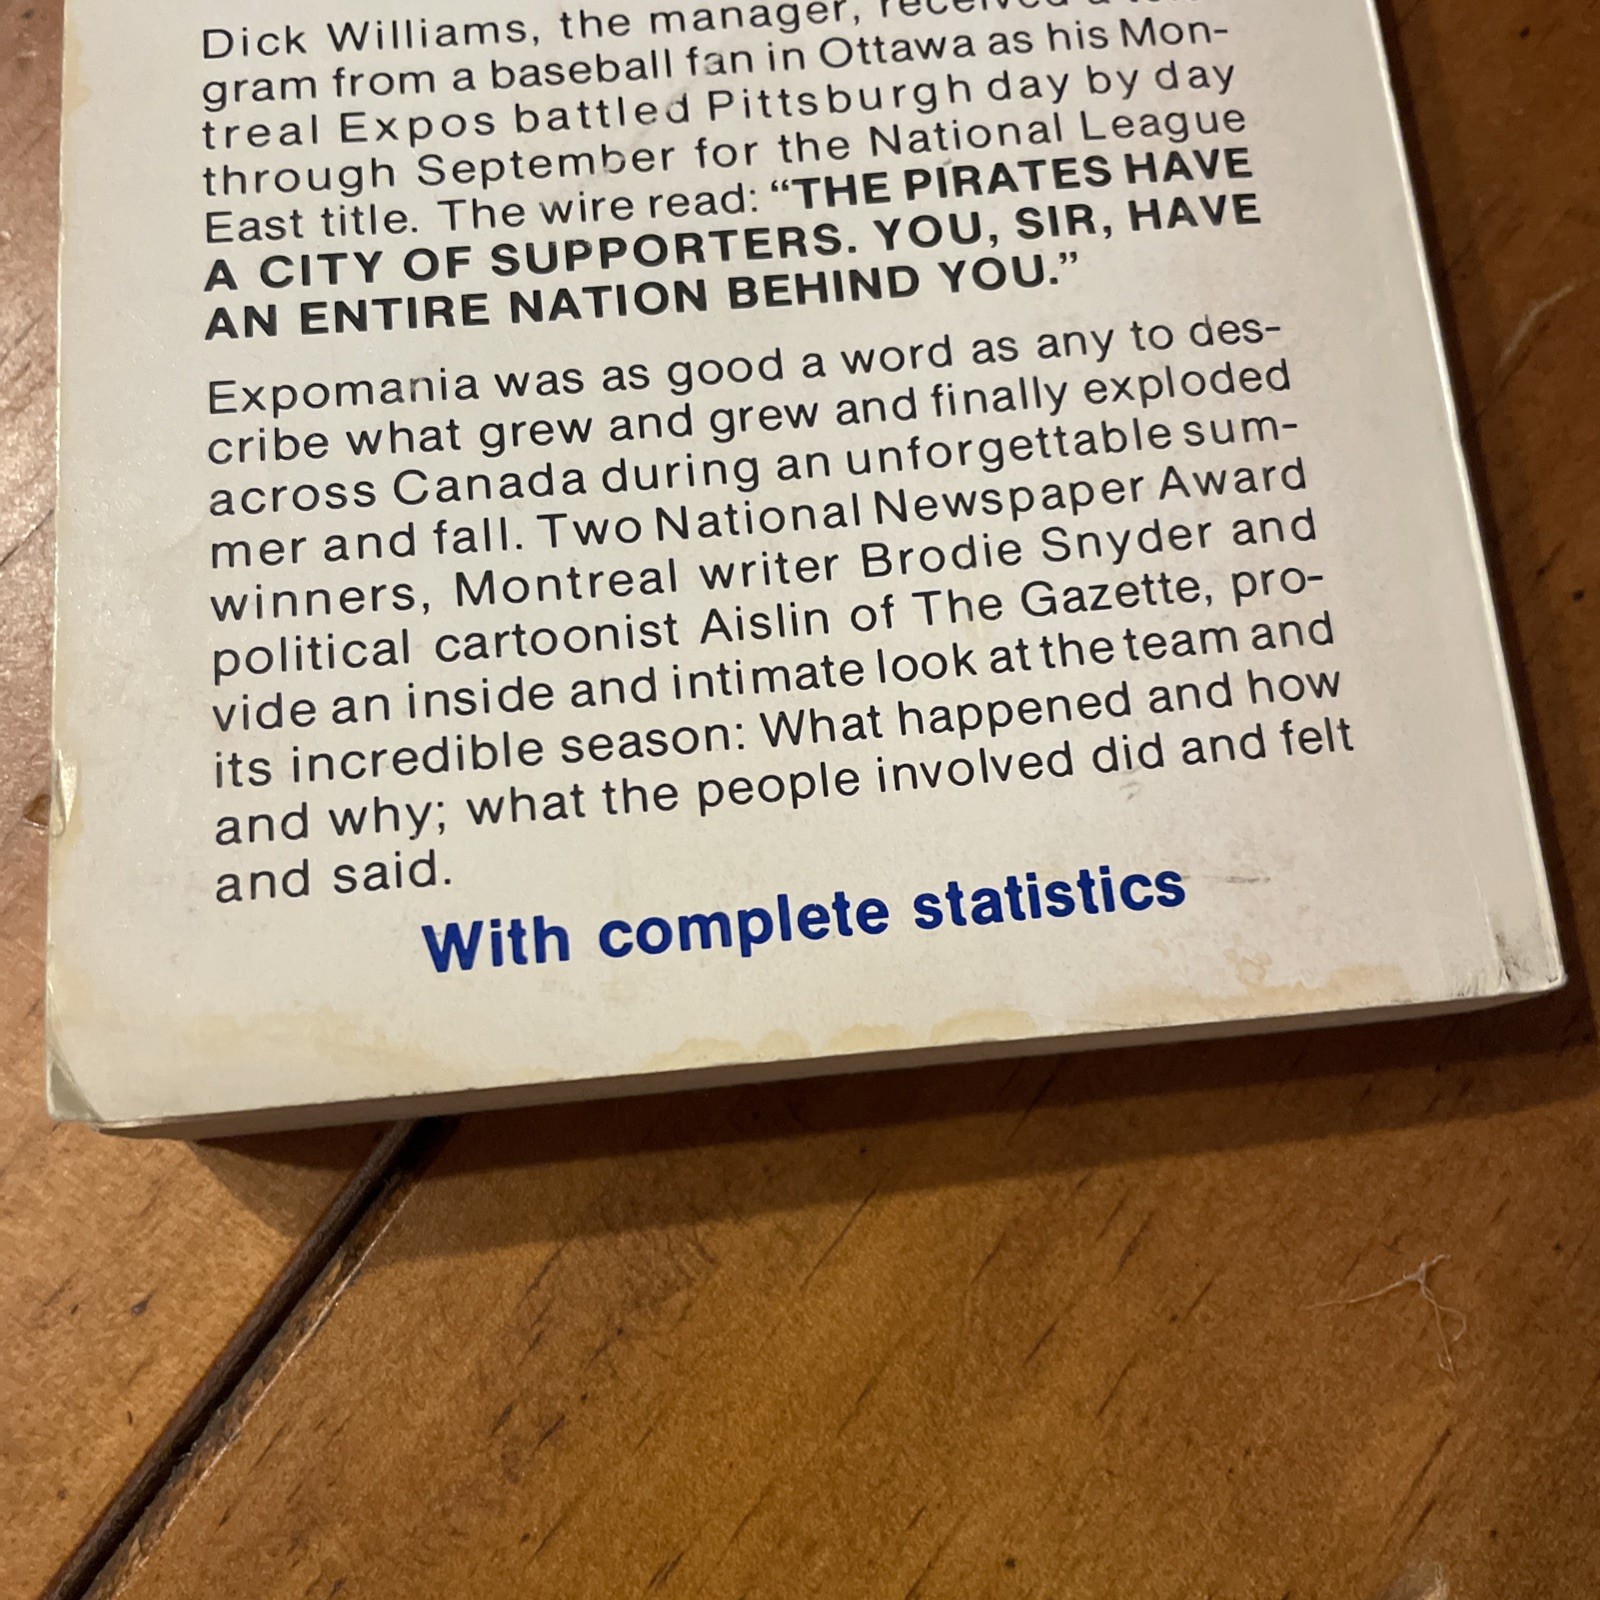 Dick Williams, the manager, received a
gram from a baseball fan in Ottawa as his Mon-
treal Expos battled Pittsburgh day by day
through September for the National League
East title. The wire read: “THE PIRATES HAVE
A CITY OF SUPPORTERS. YOU, SIR, HAVE
AN ENTIRE NATION BEHIND YOU.”
Expomania was as good a word as any to des-
cribe what grew and grew and finally exploded
across Canada during an unforgettable sum-
mer and fall. Two National Newspaper Award
winners, Montreal writer Brodie Snyder and
political cartoonist Aislin of The Gazette, pro-
vide an inside and intimate look at the team and
its incredible season: What happened and how
and why; what the people involved did and felt
and said.
With complete statistics